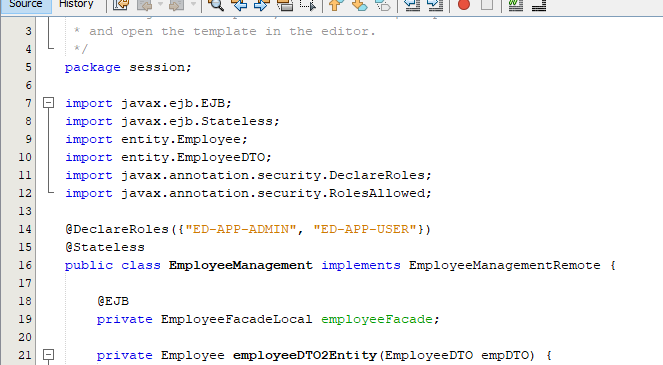 Source History
3 * and open the template in the editor.
4 */
5 package session;
6
7 import javax.ejb.EJB;
8 import javax.ejb.Stateless;
9 import entity.Employee;
10 import entity.EmployeeDTO;
11 import javax.annotation.security.DeclareRoles;
12 import javax.annotation.security.RolesAllowed;
13
14 @DeclareRoles({"ED-APP-ADMIN", "ED-APP-USER"})
15 @Stateless
16 public class EmployeeManagement implements EmployeeManagementRemote {
17
18 @EJB
19 private EmployeeFacadeLocal employeeFacade;
20
21 private Employee employeeDTO2Entity(EmployeeDTO empDTO) {